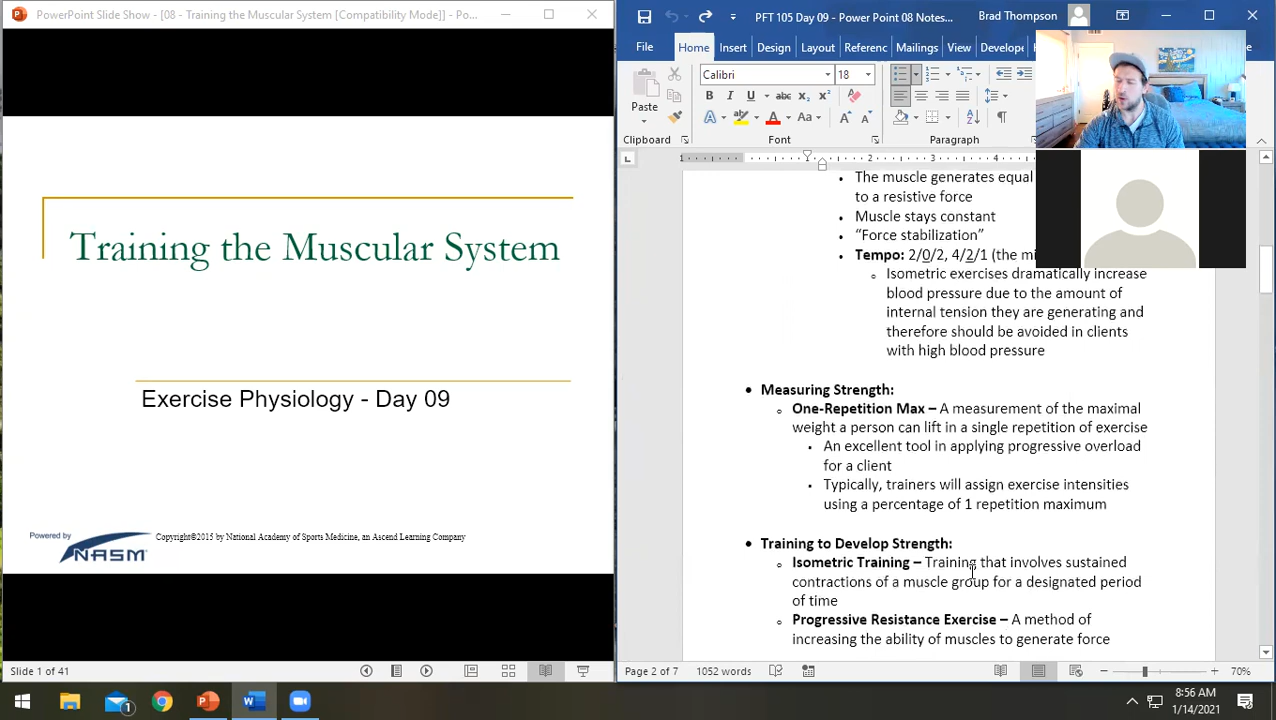 PowerPoint Slide Show - [08 - Training the Muscular System [Compatibility Mode]] - Po...
Training the Muscular System
Exercise Physiology - Day 09
Powered by
NASM
Copyright©2015 by National Academy of Sports Medicine, an Ascend Learning Company
Slide 1 of 41
PFT 105 Day 09 - Power Point 08 Notes...
Brad Thompson
File Home Insert Design Layout Referenc Mailings View Develop
Paste
Calibri 18
B I U abc x₂ x²
A Aa A A
Clipboard Font Paragraph
1 2 3 4
The muscle generates equal
to a resistive force
Muscle stays constant
“Force stabilization”
Tempo: 2/0/2, 4/2/1 (the mi
Isometric exercises dramatically increase
blood pressure due to the amount of
internal tension they are generating and
therefore should be avoided in clients
with high blood pressure
Measuring Strength:
One-Repetition Max – A measurement of the maximal
weight a person can lift in a single repetition of exercise
An excellent tool in applying progressive overload
for a client
Typically, trainers will assign exercise intensities
using a percentage of 1 repetition maximum
Training to Develop Strength:
Isometric Training – Training that involves sustained
contractions of a muscle group for a designated period
of time
Progressive Resistance Exercise – A method of
increasing the ability of muscles to generate force
Page 2 of 7 1052 words 70%
8:56 AM
1/14/2021